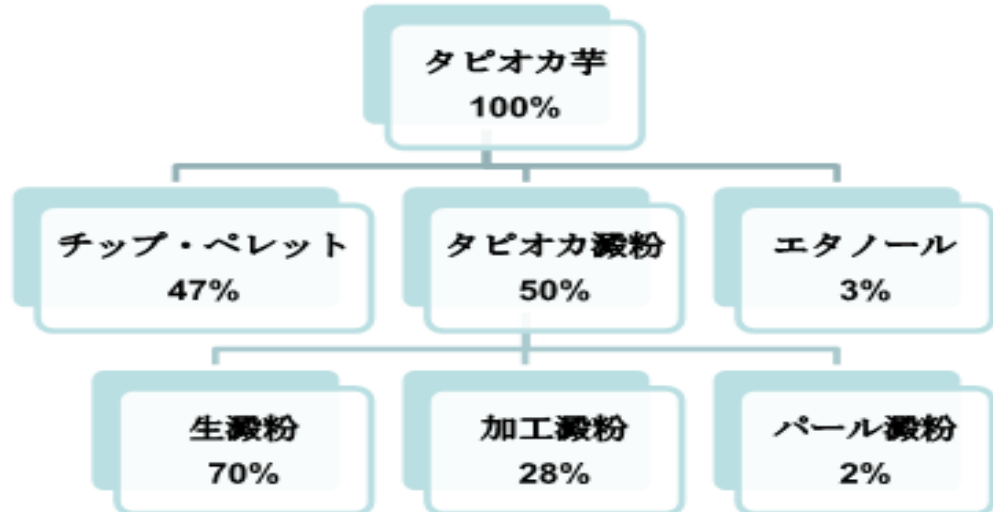 タピオカ芋
100%
チップ・ペレット
47%
タピオカ澱粉
50%
エタノール
3%
生澱粉
70%
加工澱粉
28%
パール澱粉
2%